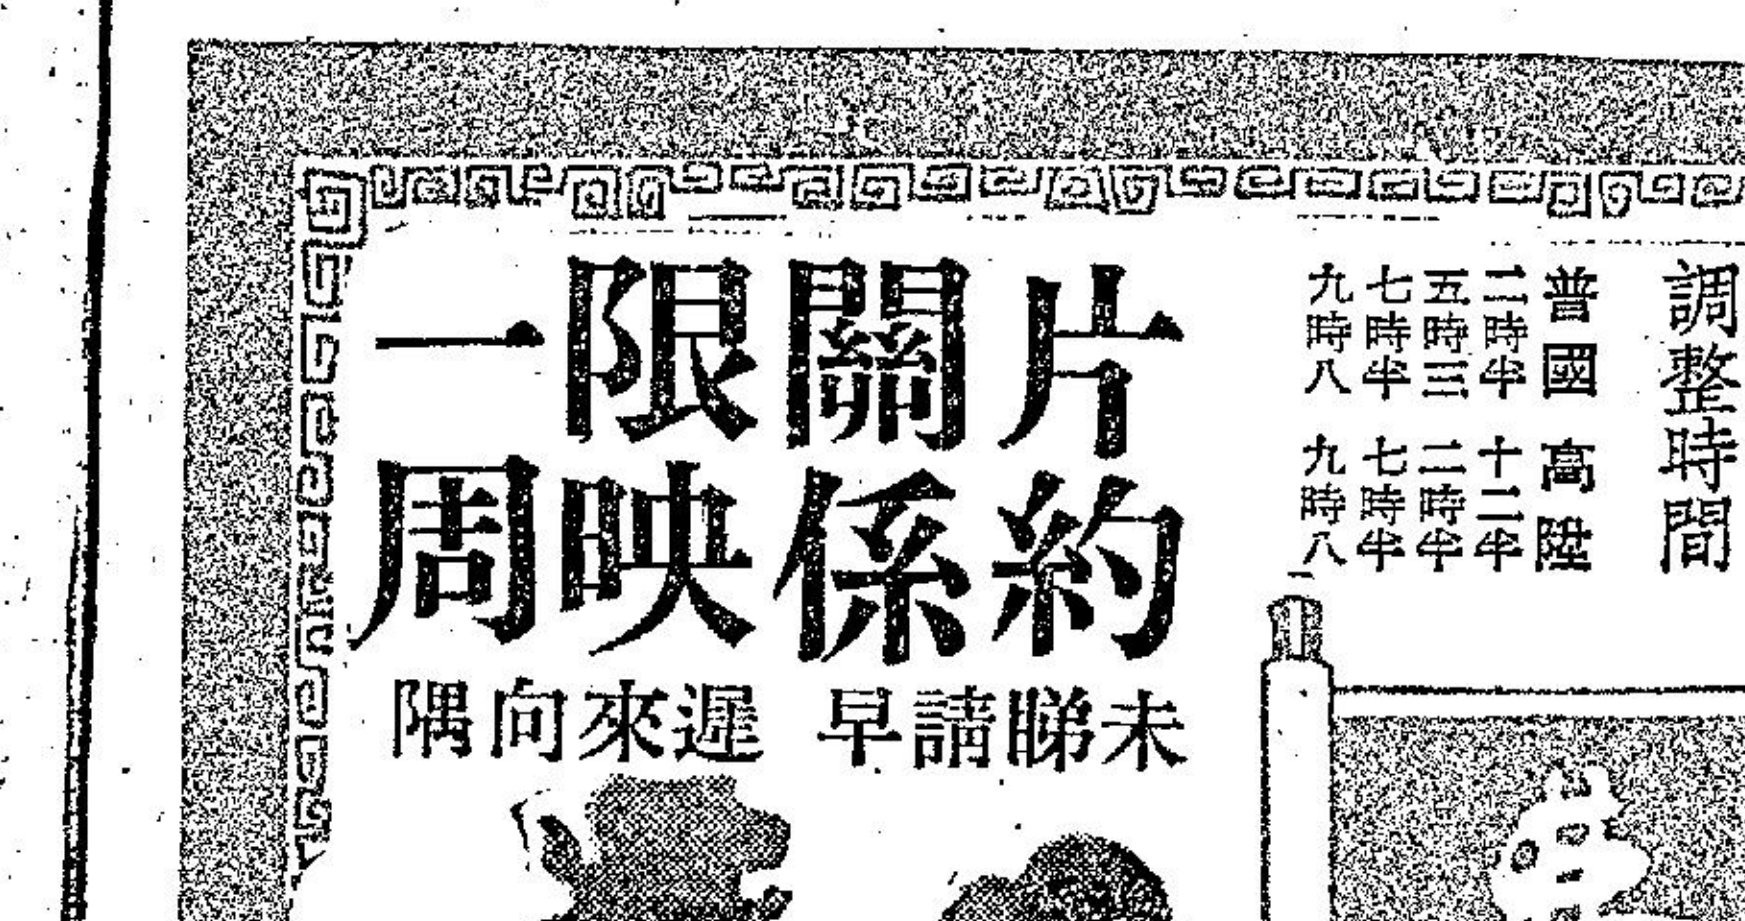 調整時間
普國
二時半
五時三
七時半
九時八
高陞
十二半
二時半
七時半
九時八
片約
關係
限映
一周
未睇請早 遲來向隅